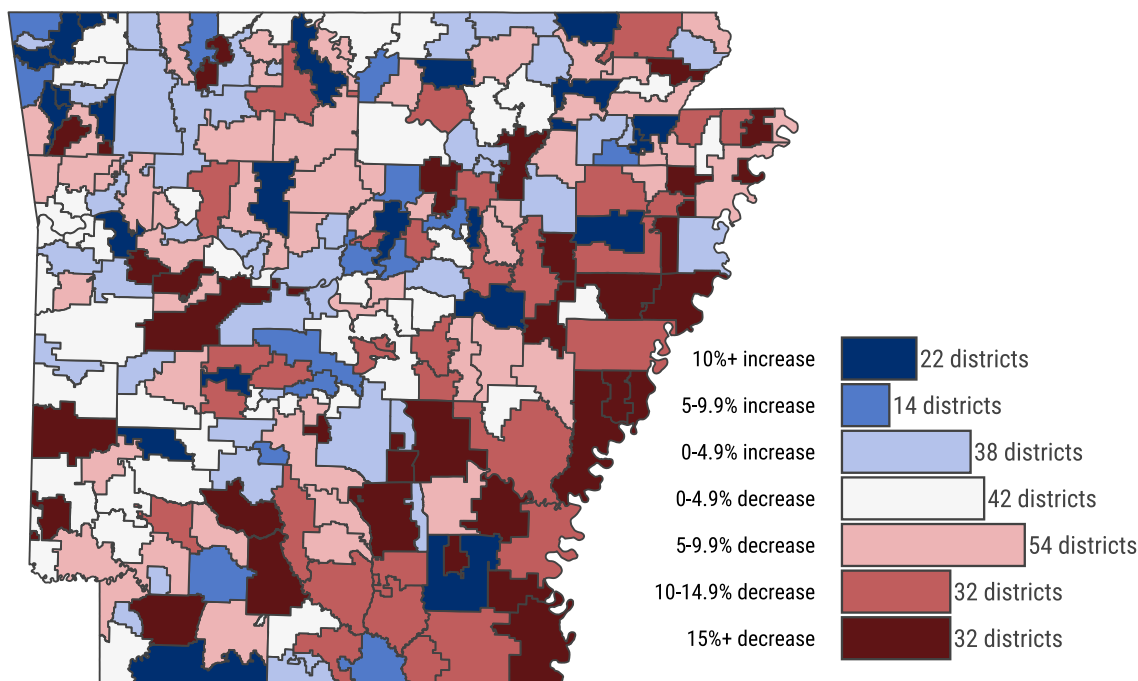 10%+ increase 22 districts
5-9.9% increase 14 districts
0-4.9% increase 38 districts
0-4.9% decrease 42 districts
5-9.9% decrease 54 districts
10-14.9% decrease 32 districts
15%+ decrease 32 districts